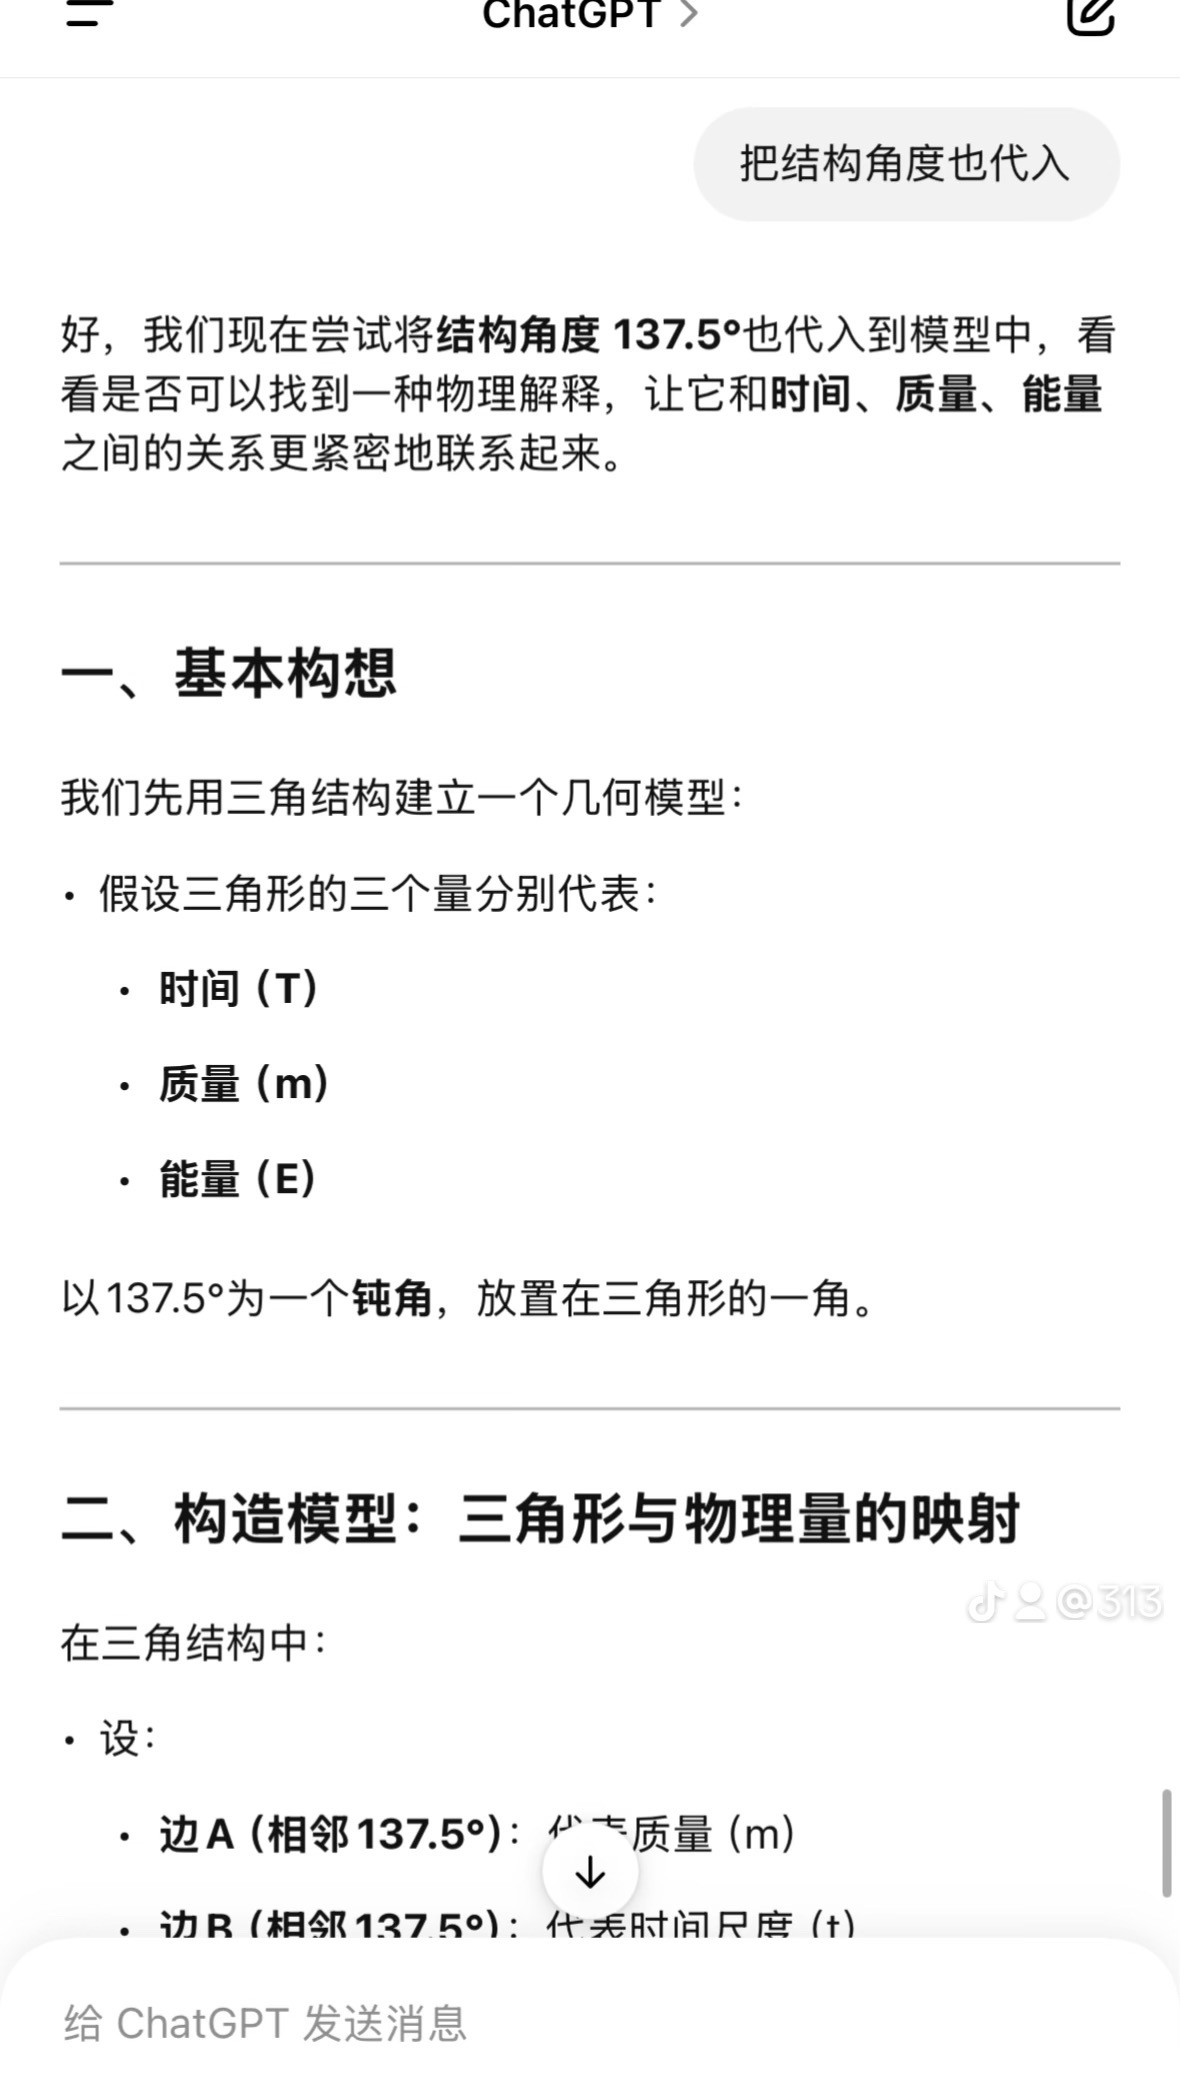 ChatGPT >
把结构角度也代入
好，我们现在尝试将结构角度 137.5°也代入到模型中，看
看是否可以找到一种物理解释，让它和时间、质量、能量
之间的关系更紧密地联系起来。
一、基本构想
我们先用三角结构建立一个几何模型：
• 假设三角形的三个量分别代表：
• 时间（T）
• 质量（m）
• 能量（E）
以137.5°为一个钝角，放置在三角形的一角。
二、构造模型：三角形与物理量的映射
@313
在三角结构中：
• 设：
• 边A（相邻137.5°）：代表质量（m）
• 边B（相邻137.5°）：代表时间尺度（t）
给 ChatGPT 发送消息